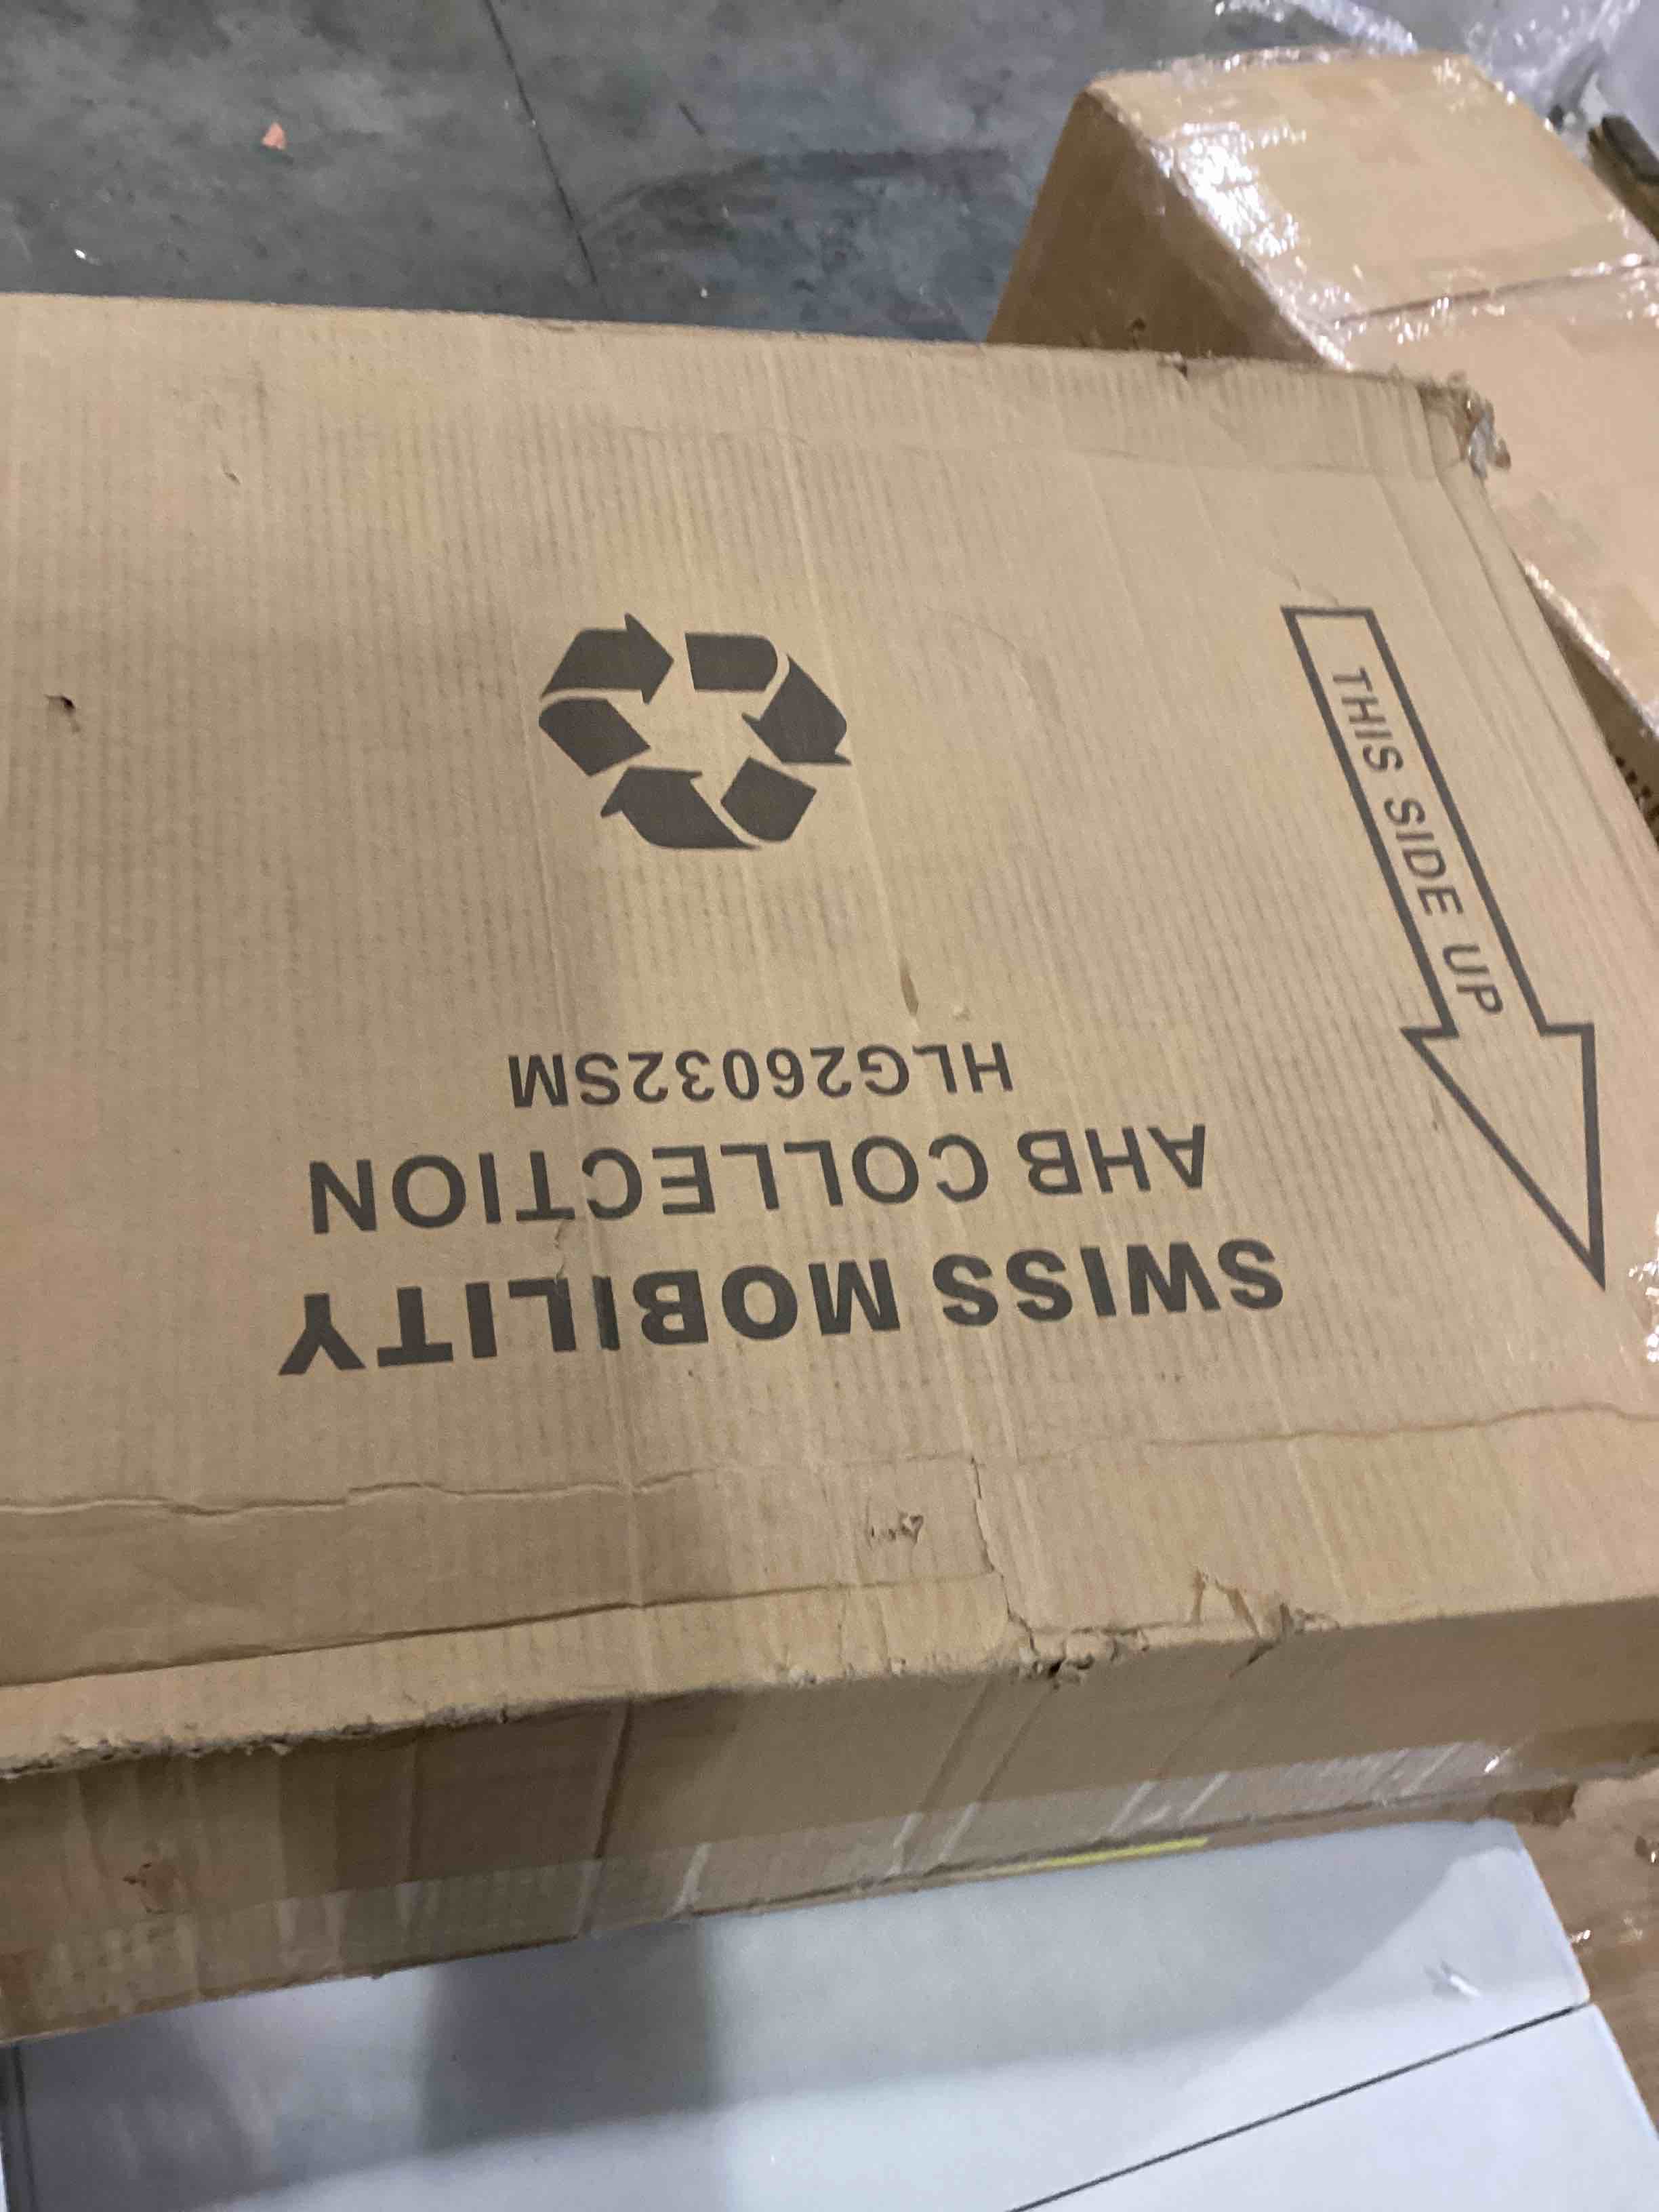 SWISS MOBILITY
AHB COLLECTION
HLG26032SM
THIS SIDE UP